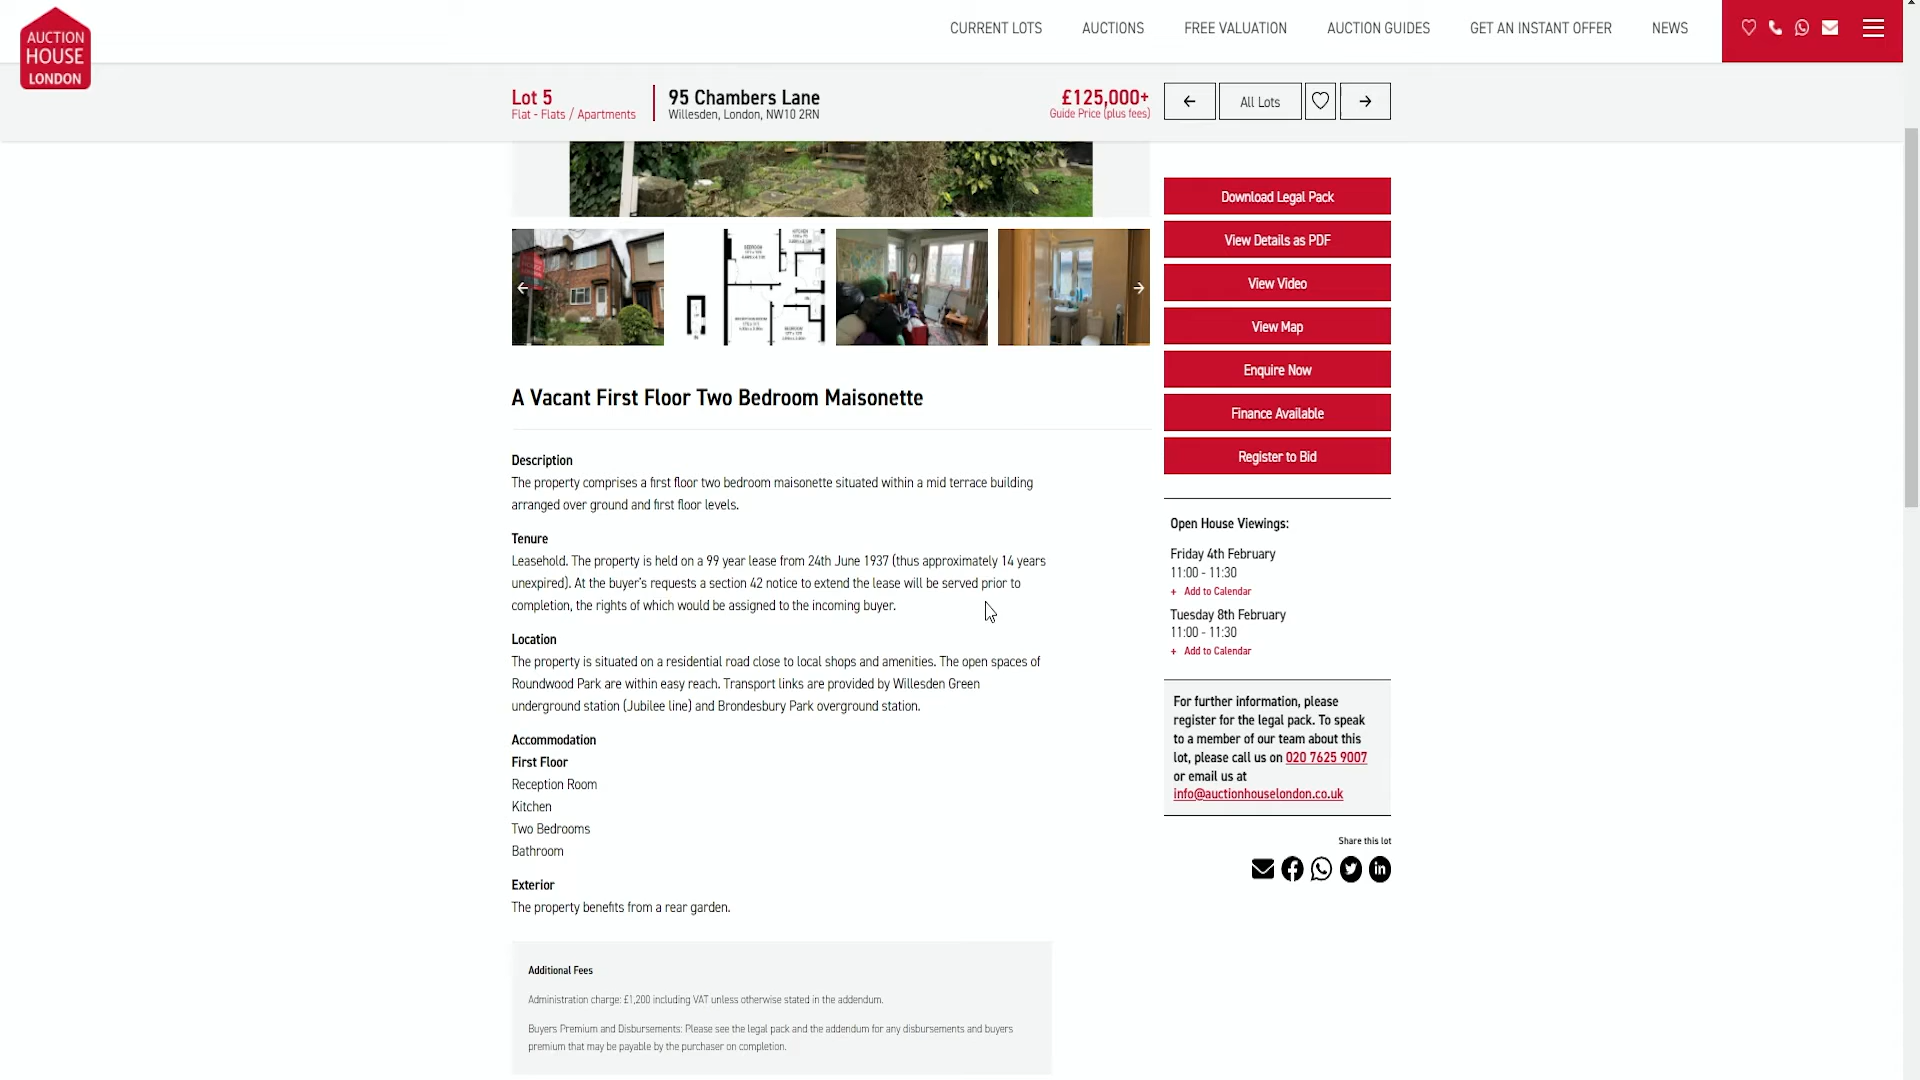 AUCTION
HOUSE
LONDON
CURRENT LOTS
AUCTIONS
FREE VALUATION
AUCTION GUIDES
GET AN INSTANT OFFER
NEWS
Lot 5
Flat - Flats / Apartments
95 Chambers Lane
Willesden, London, NW10 2RN
£125,000+
Guide Price (plus fees)
All Lots
Download Legal Pack
View Details as PDF
View Video
View Map
Enquire Now
Finance Available
Register to Bid
A Vacant First Floor Two Bedroom Maisonette
Description
The property comprises a first floor two bedroom maisonette situated within a mid terrace building
arranged over ground and first floor levels.
Tenure
Leasehold. The property is held on a 99 year lease from 24th June 1937 (thus approximately 14 years
unexpired). At the buyer's requests a section 42 notice to extend the lease will be served prior to
completion, the rights of which would be assigned to the incoming buyer.
Location
The property is situated on a residential road close to local shops and amenities. The open spaces of
Roundwood Park are within easy reach. Transport links are provided by Willesden Green
underground station (Jubilee line) and Brondesbury Park overground station.
Accommodation
First Floor
Reception Room
Kitchen
Two Bedrooms
Bathroom
Exterior
The property benefits from a rear garden.
Additional Fees
Administration charge: £1,200 including VAT unless otherwise stated in the addendum.
Buyers Premium and Disbursements: Please see the legal pack and the addendum for any disbursements and buyers
premium that may be payable by the purchaser on completion.
Open House Viewings:
Friday 4th February
11:00 - 11:30
+ Add to Calendar
Tuesday 8th February
11:00 - 11:30
+ Add to Calendar
For further information, please
register for the legal pack. To speak
to a member of our team about this
lot, please call us on 020 7625 9007
or email us at
info@auctionhouselondon.co.uk
Share this lot